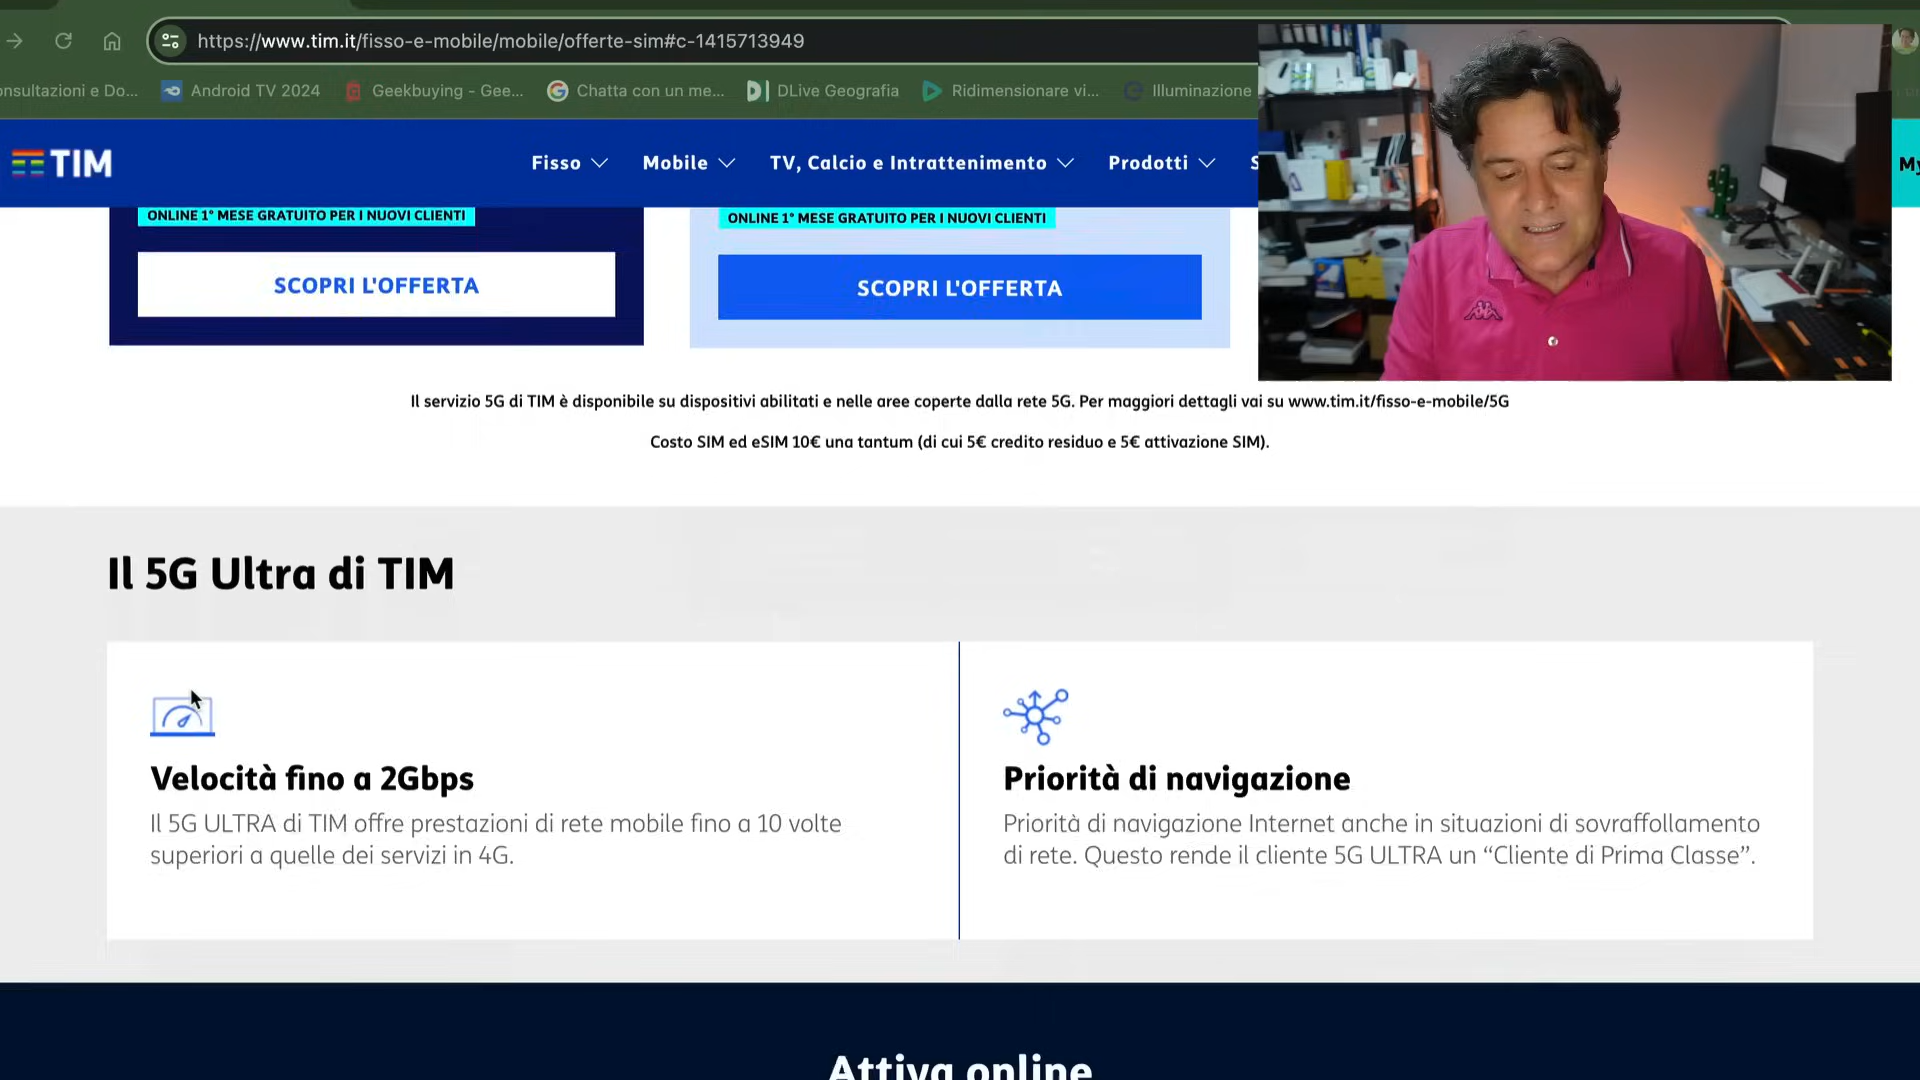 https://www.tim.it/fisso-e-mobile/mobile/offerte-sim#c-1415713949
onsultazioni e Do...
Android TV 2024
Geekbuying - Gee...
Chatta con un me...
DLive Geografia
Ridimensionare vi...
Illuminazione
TIM
Fisso
Mobile
TV, Calcio e Intrattenimento
Prodotti
My
ONLINE 1° MESE GRATUITO PER I NUOVI CLIENTI
SCOPRI L'OFFERTA
ONLINE 1° MESE GRATUITO PER I NUOVI CLIENTI
SCOPRI L'OFFERTA
Il servizio 5G di TIM è disponibile su dispositivi abilitati e nelle aree coperte dalla rete 5G. Per maggiori dettagli vai su www.tim.it/fisso-e-mobile/5G
Costo SIM ed eSIM 10€ una tantum (di cui 5€ credito residuo e 5€ attivazione SIM).
Il 5G Ultra di TIM
Velocità fino a 2Gbps
Il 5G ULTRA di TIM offre prestazioni di rete mobile fino a 10 volte
superiori a quelle dei servizi in 4G.
Priorità di navigazione
Priorità di navigazione Internet anche in situazioni di sovraffollamento
di rete. Questo rende il cliente 5G ULTRA un “Cliente di Prima Classe”.
Attiva online